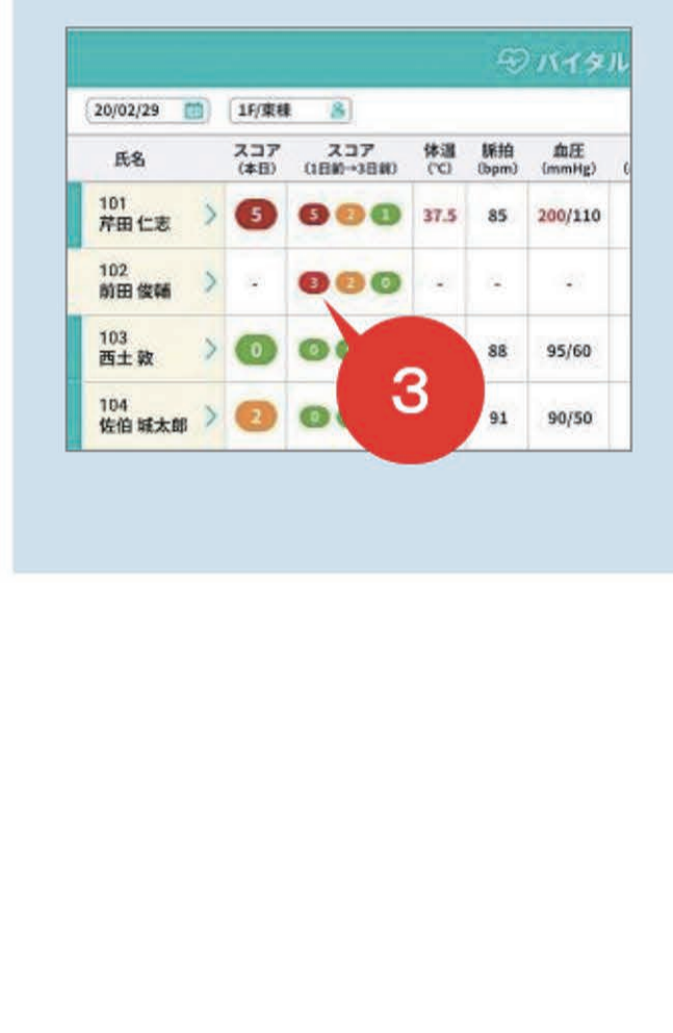 バイタル
20/02/29 1F/東棟
氏名 スコア (本日) スコア (1日前→3日前) 体温 (℃) 脈拍 (bpm) 血圧 (mmHg)
101
芹田 仁志 5 5 2 1 37.5 85 200/110
102
前田 俊輔 - 3 2 0 - - -
103
西土 敦 0 0 88 95/60
104
佐伯 城太郎 2 0 91 90/50
3